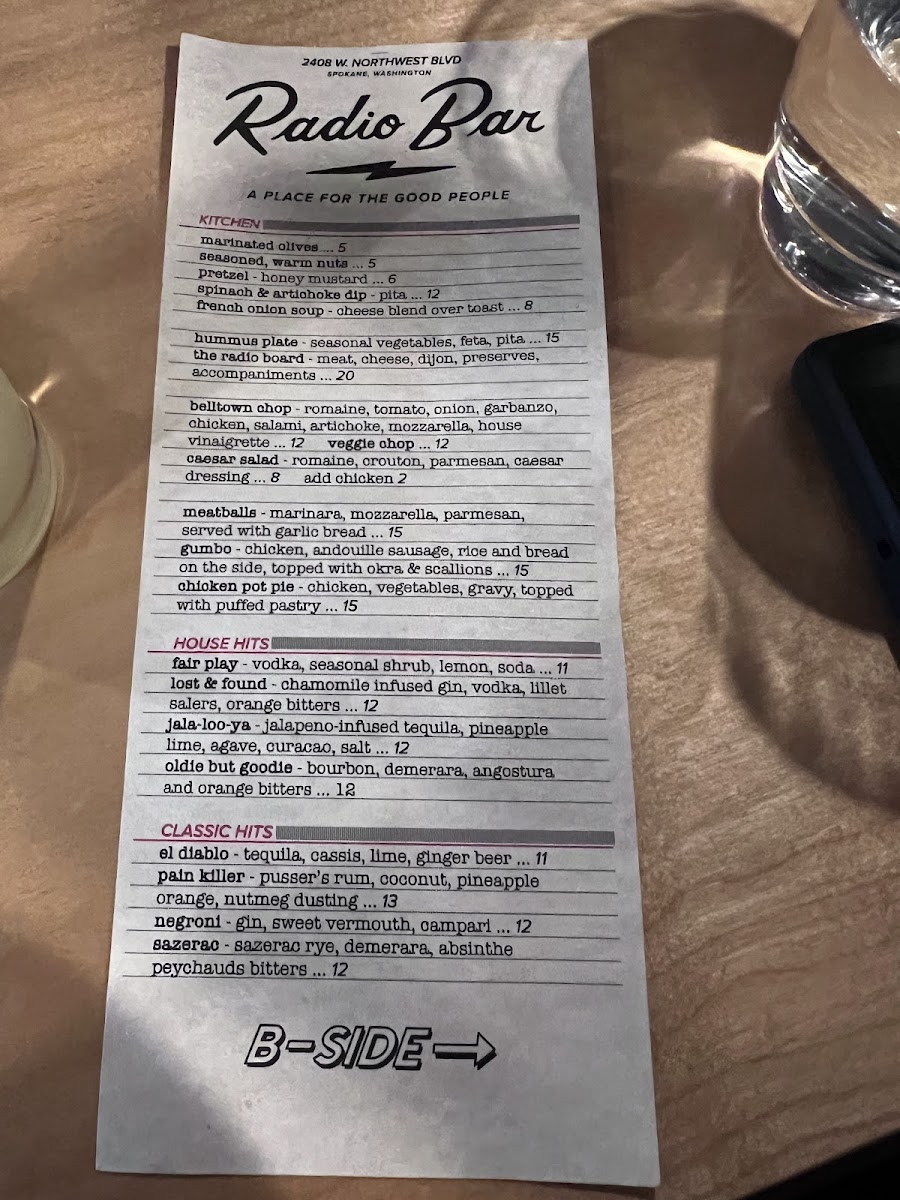 2408 W. NORTHWEST BLVD
SPOKANE, WASHINGTON
Radio Bar
A PLACE FOR THE GOOD PEOPLE
KITCHEN
marinated olives.... 5
seasoned, warm nuts ... 5
pretzel - honey mustard ... 6
spinach & artichoke dip - pita ... 12
french onion soup - cheese blend over toast ... 8
hummus plate - seasonal vegetables, feta, pita ... 15
the radio board - meat, cheese, dijon, preserves,
accompaniments ... 20
belltown chop - romaine, tomato, onion, garbanzo,
chicken, salami, artichoke, mozzarella, house
vinaigrette ... 12 veggie chop ... 12
caesar salad - romaine, crouton, parmesan, caesar
dressing ... 8 add chicken 2
meatballs - marinara, mozzarella, parmesan,
served with garlic bread ... 15
gumbo - chicken, andouille sausage, rice and bread
on the side, topped with okra & scallions ... 15
chicken pot pie - chicken, vegetables, gravy, topped
with puffed pastry ... 15
HOUSE HITS
fair play - vodka, seasonal shrub, lemon, soda ... 11
lost & found - chamomile infused gin, vodka, lillet
salers, orange bitters ... 12
jala-loo-ya - jalapeno-infused tequila, pineapple
lime, agave, curacao, salt ... 12
oldie but goodie - bourbon, demerara, angostura
and orange bitters ... 12
CLASSIC HITS
el diablo - tequila, cassis, lime, ginger beer ... 11
pain killer - pusser's rum, coconut, pineapple
orange, nutmeg dusting ... 13
negroni - gin, sweet vermouth, campari ... 12
sazerac - sazerac rye, demerara, absinthe
peychauds bitters ... 12
B-SIDE